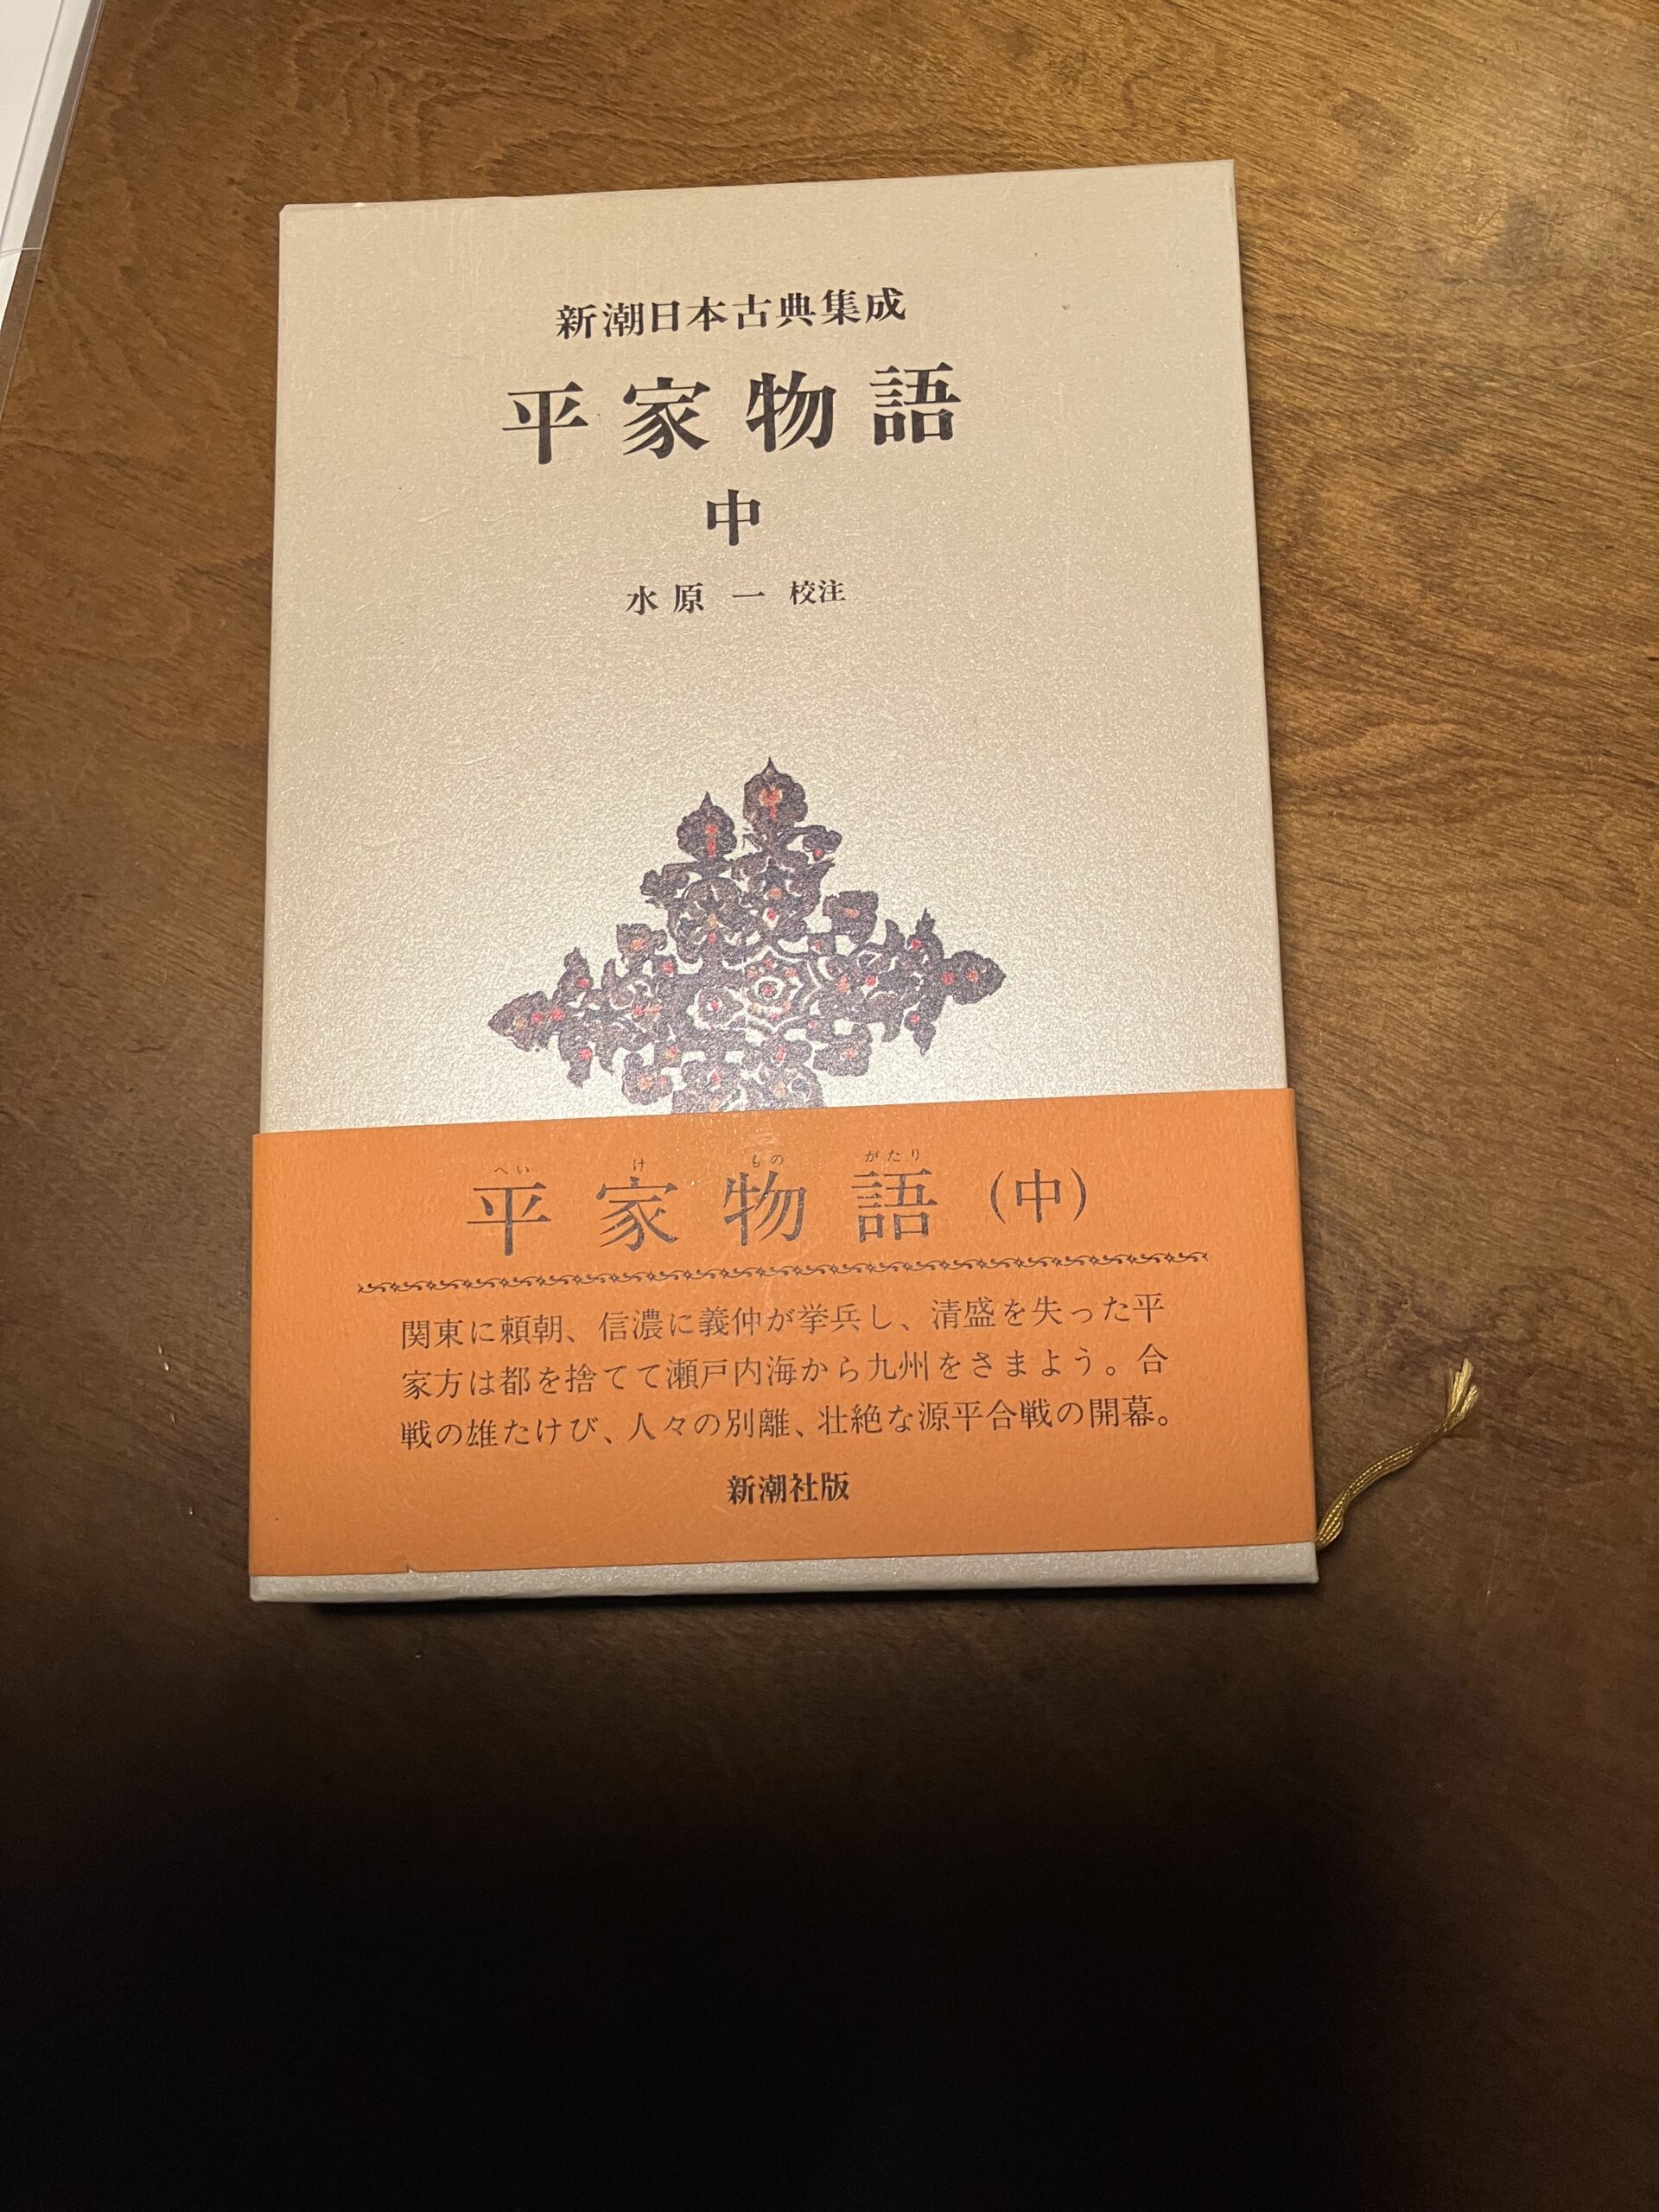 新潮日本古典集成
平家物語
中
水原一 校注
へい け もの がたり
平家物語(中)
関東に頼朝、信濃に義仲が挙兵し、清盛を失った平
家方は都を捨てて瀬戸内海から九州をさまよう。合
戦の雄たけび、人々の別離、壮絶な源平合戦の開幕。
新潮社版